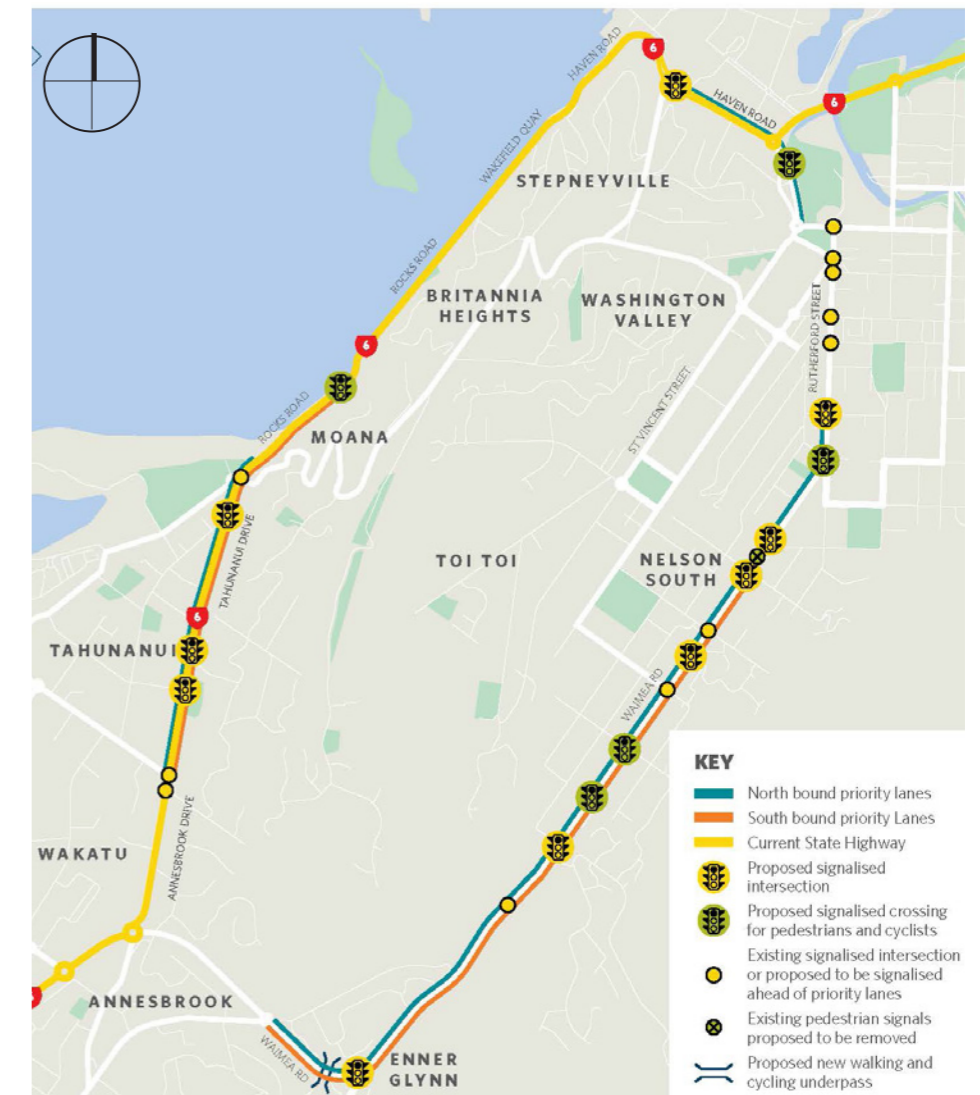 6
HAVEN ROAD
HAVEN ROAD
6
WAKEFIELD QUAY
STEPNEYVILLE
ROCKS ROAD
BRITANNIA
HEIGHTS
WASHINGTON
VALLEY
RUTHERFORD STREET
6
ROCKS ROAD
MOANA
ST VINCENT STREET
TAHUNANUI DRIVE
TOI TOI
NELSON
SOUTH
6
TAHUNANUI
WAIMEA RD
WAKATU
ANNESBROOK DRIVE
ANNESBROOK
WAIMEA RD
ENNER
GLYNN
KEY
North bound priority lanes
South bound priority Lanes
Current State Highway
Proposed signalised
intersection
Proposed signalised crossing
for pedestrians and cyclists
Existing signalised intersection
or proposed to be signalised
ahead of priority lanes
Existing pedestrian signals
proposed to be removed
Proposed new walking and
cycling underpass